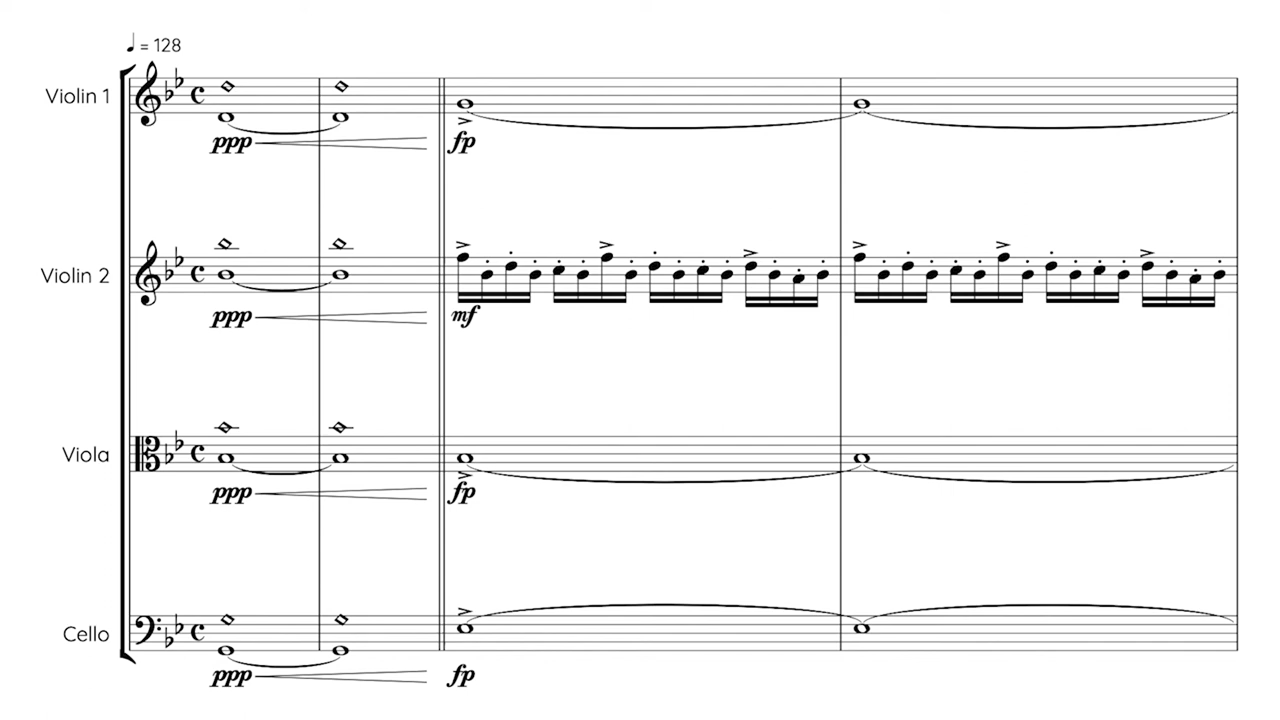 ♩ = 128
Violin 1
ppp fp
Violin 2
ppp mf
Viola
ppp fp
Cello
ppp fp